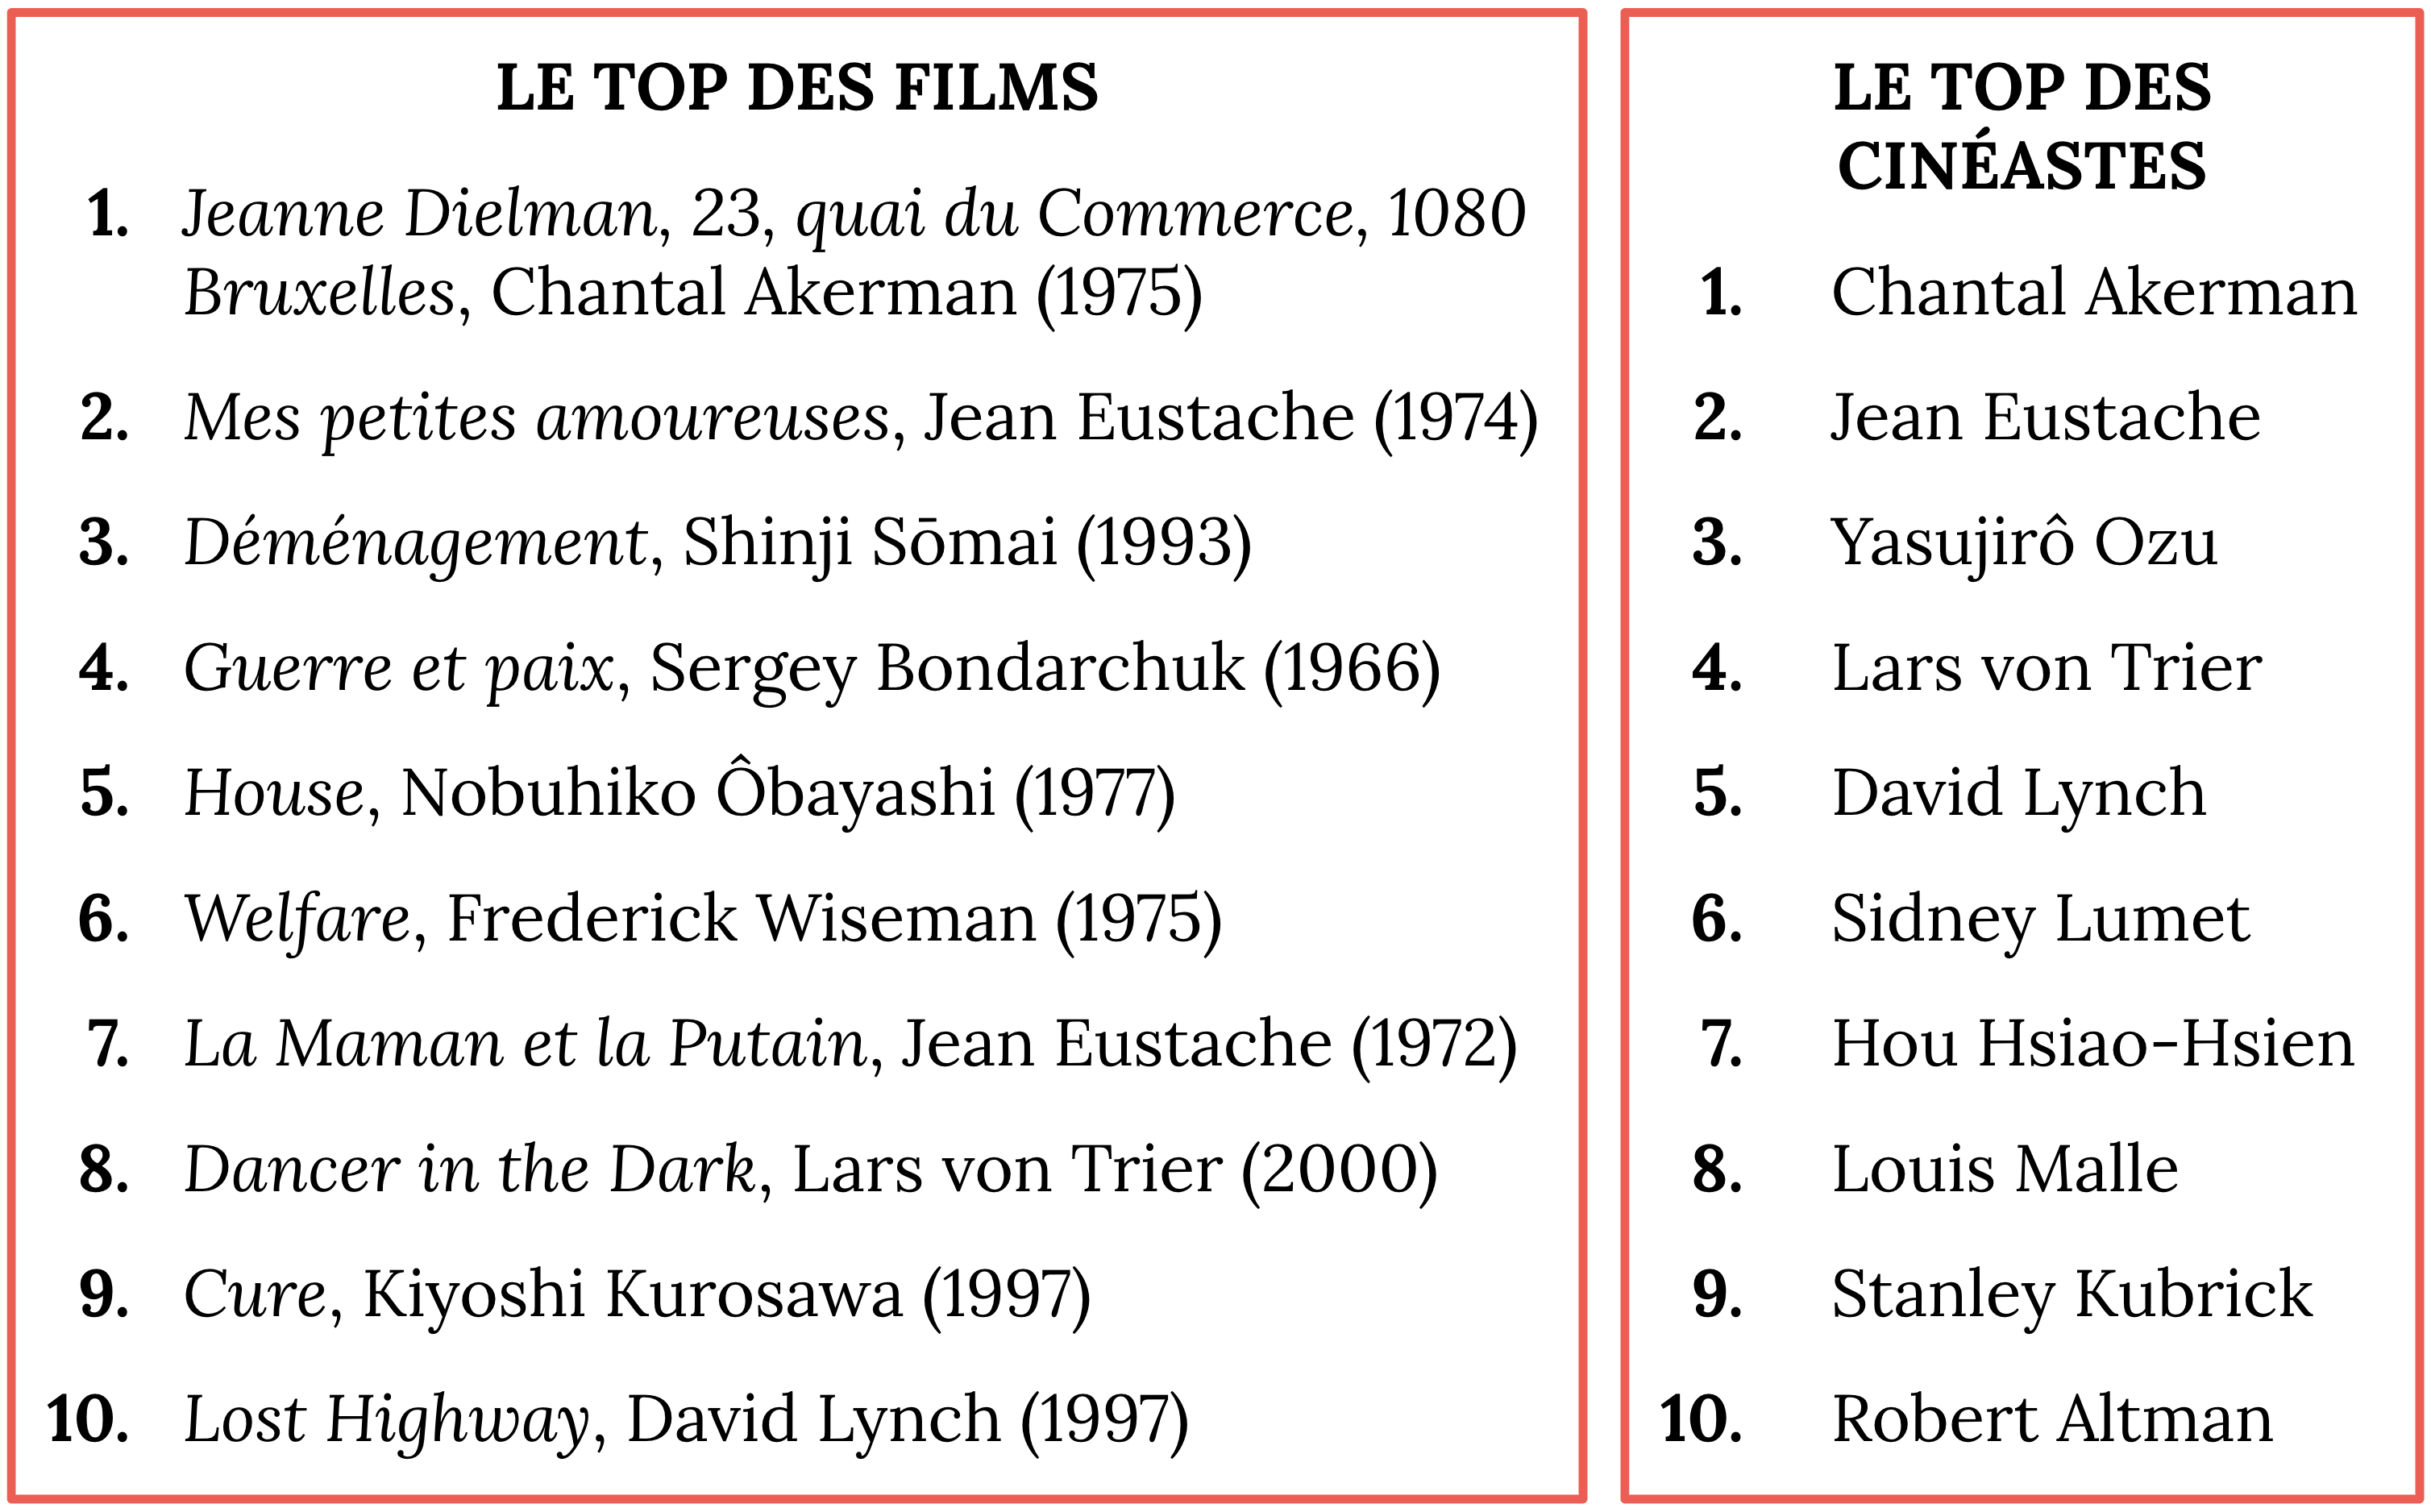 LE TOP DES FILMS
1. Jeanne Dielman, 23, quai du Commerce, 1080
Bruxelles, Chantal Akerman (1975)
2. Mes petites amoureuses, Jean Eustache (1974)
3. Déménagement, Shinji Sōmai (1993)
4. Guerre et paix, Sergey Bondarchuk (1966)
5. House, Nobuhiko Ôbayashi (1977)
6. Welfare, Frederick Wiseman (1975)
7. La Maman et la Putain, Jean Eustache (1972)
8. Dancer in the Dark, Lars von Trier (2000)
9. Cure, Kiyoshi Kurosawa (1997)
10. Lost Highway, David Lynch (1997)
LE TOP DES
CINÉASTES
1. Chantal Akerman
2. Jean Eustache
3. Yasujirô Ozu
4. Lars von Trier
5. David Lynch
6. Sidney Lumet
7. Hou Hsiao-Hsien
8. Louis Malle
9. Stanley Kubrick
10. Robert Altman